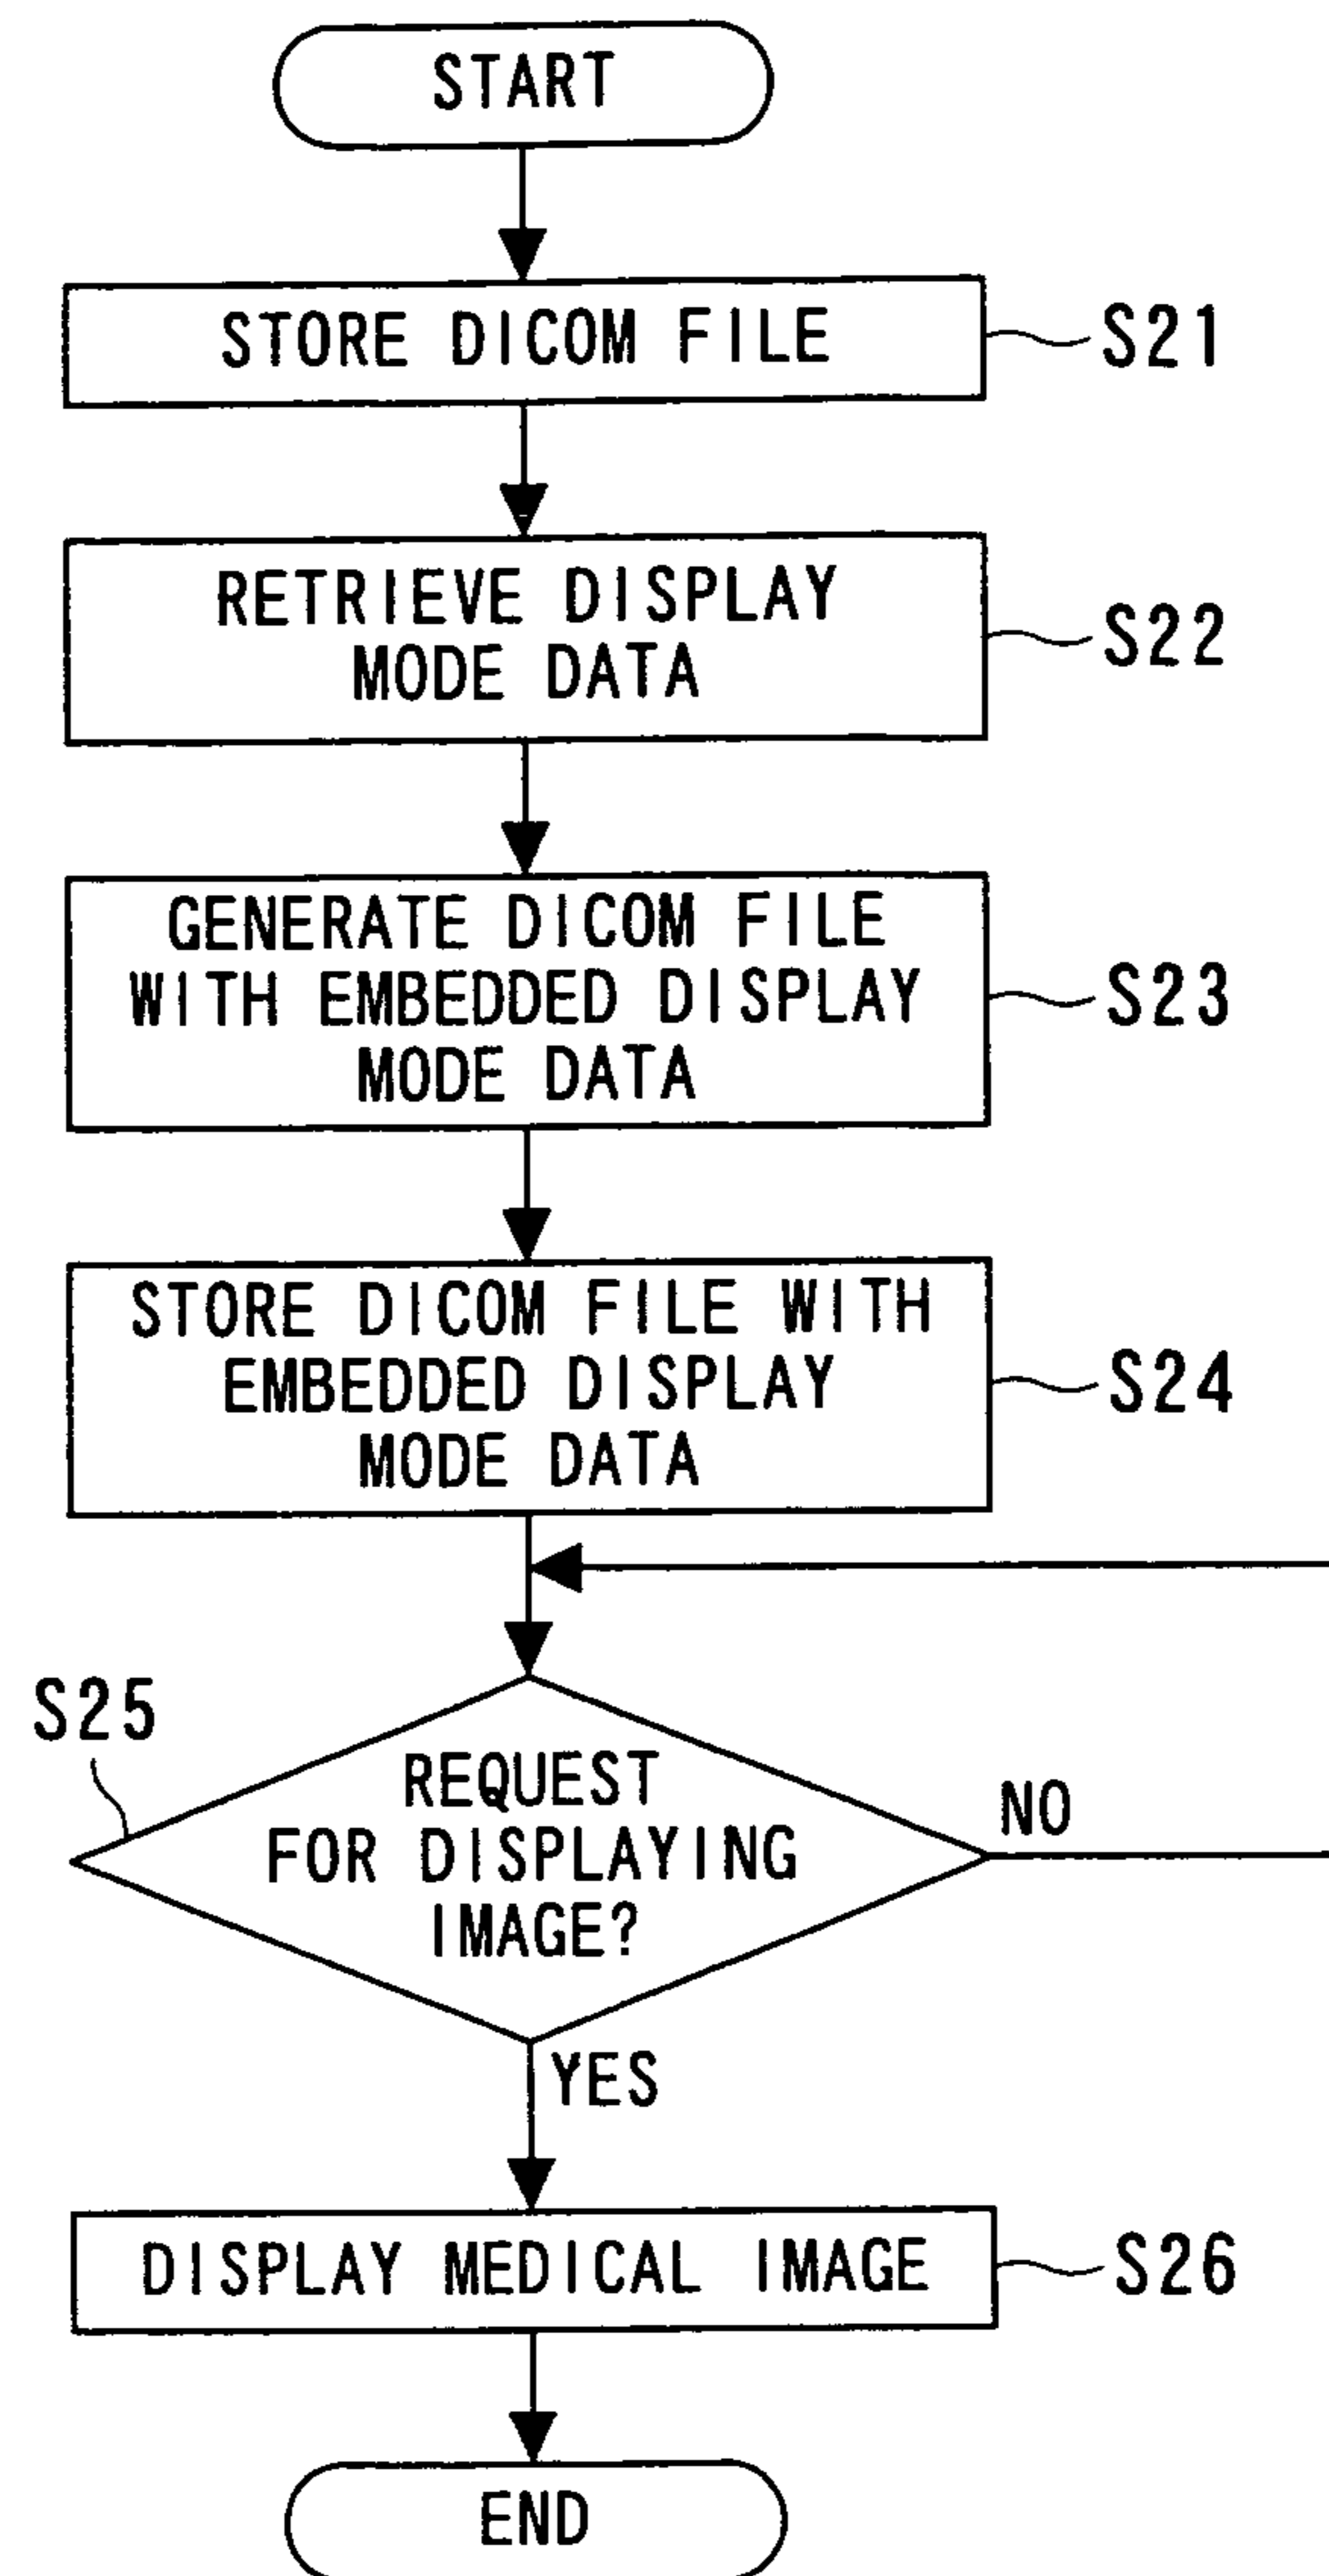 START
STORE DICOM FILE
S21
RETRIEVE DISPLAY
MODE DATA
S22
GENERATE DICOM FILE
WITH EMBEDDED DISPLAY
MODE DATA
S23
STORE DICOM FILE WITH
EMBEDDED DISPLAY
MODE DATA
S24
S25
REQUEST
FOR DISPLAYING
IMAGE?
NO
YES
DISPLAY MEDICAL IMAGE
S26
END